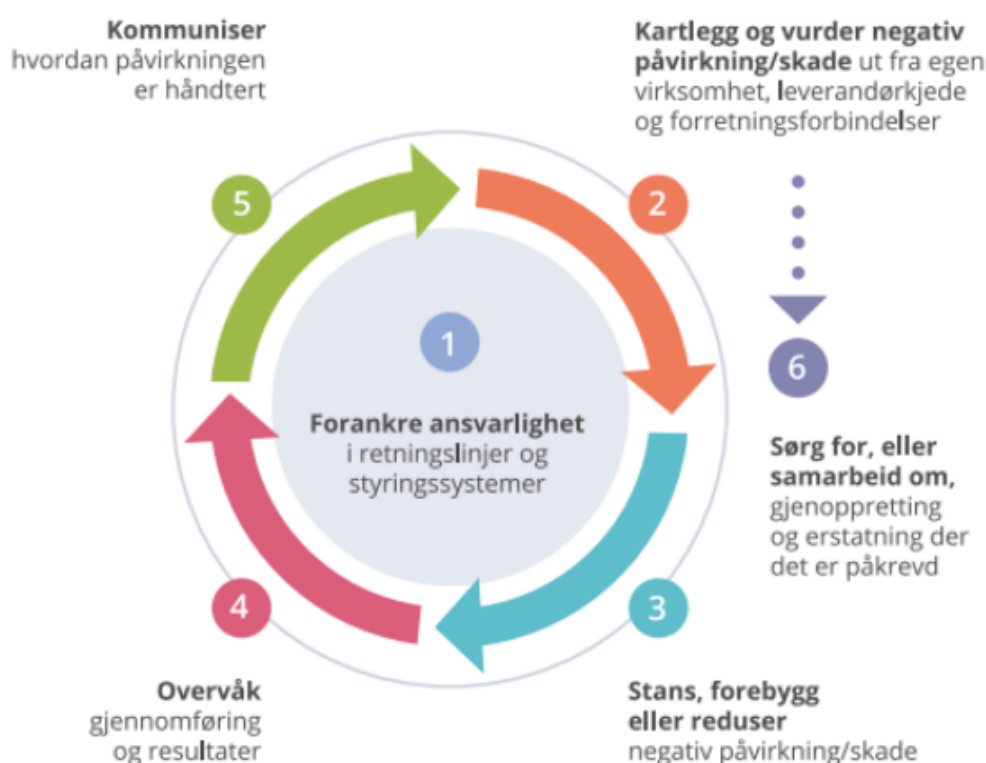 Kommuniser
hvordan påvirkningen
er håndtert
Kartlegg og vurder negativ
påvirkning/skade ut fra egen
virksomhet, leverandørkjede
og forretningsforbindelser
5
2
1
6
Forankre ansvarlighet
i retningslinjer og
styringssystemer
Sørg for, eller
samarbeid om,
gjenoppretting
og erstatning der
det er påkrevd
4
3
Overvåk
gjennomføring
og resultater
Stans, forebygg
eller reduser
negativ påvirkning/skade